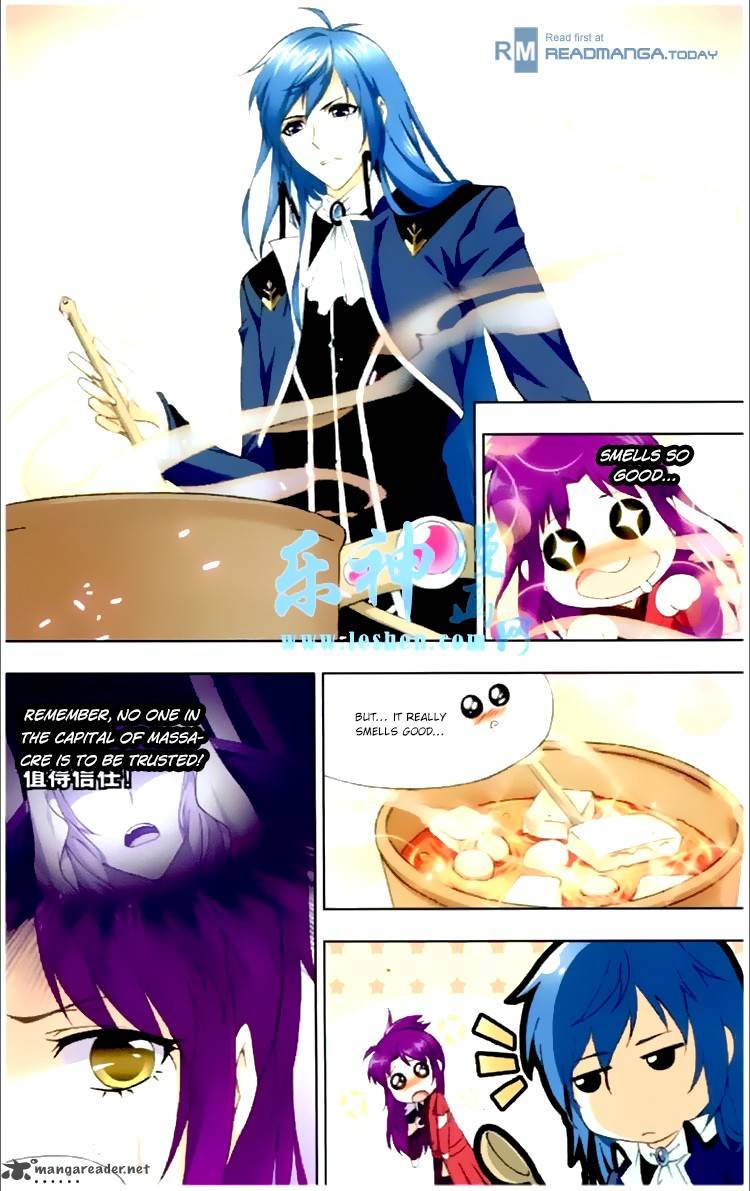 RM
Read first at
READMANGA.TODAY
SMELLS SO
GOOD...
乐神漫画网
www.leshen.com
REMEMBER, NO ONE IN
THE CAPITAL OF MASSA-
CRE IS TO BE TRUSTED!
值得信任！
BUT... IT REALLY
SMELLS GOOD...
mangareader.net
......